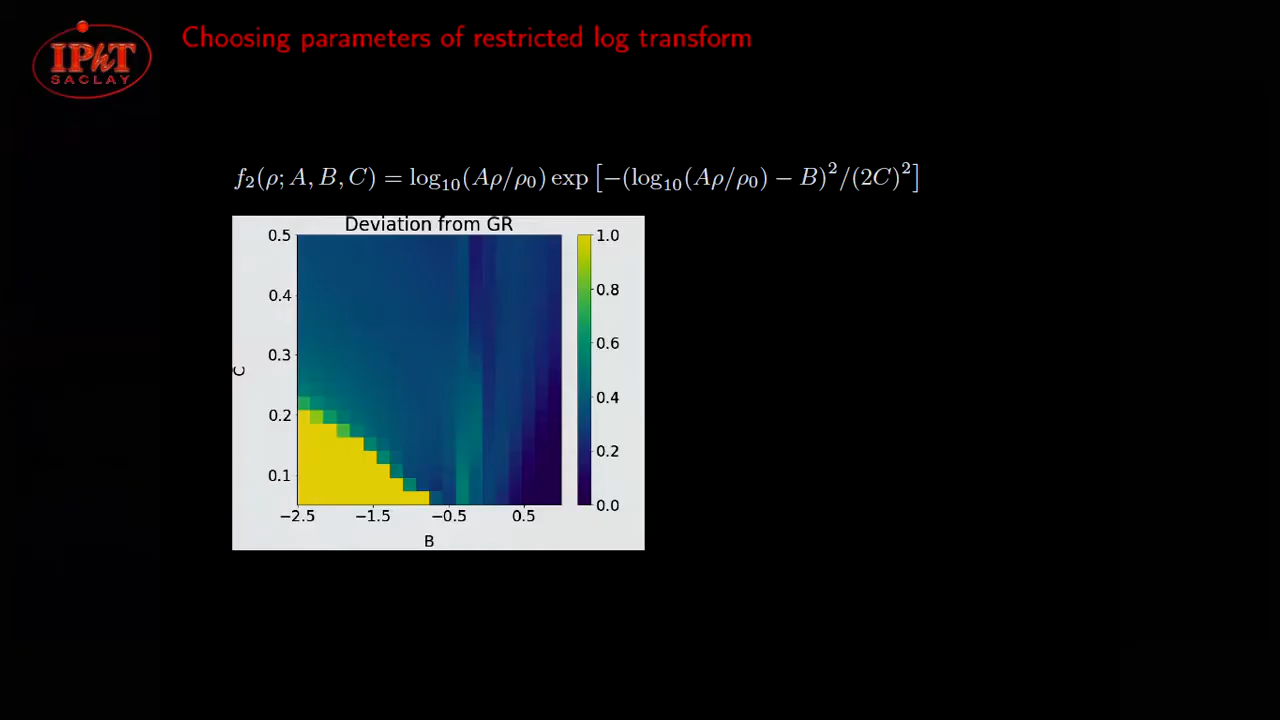 IPhT
SACLAY
Choosing parameters of restricted log transform
f₂(ρ; A, B, C) = log₁₀(Aρ/ρ₀) exp [−(log₁₀(Aρ/ρ₀) − B)²/(2C)²]
Deviation from GR
0.5
0.4
0.3
0.2
0.1
C
−2.5 −1.5 −0.5 0.5
B
1.0
0.8
0.6
0.4
0.2
0.0